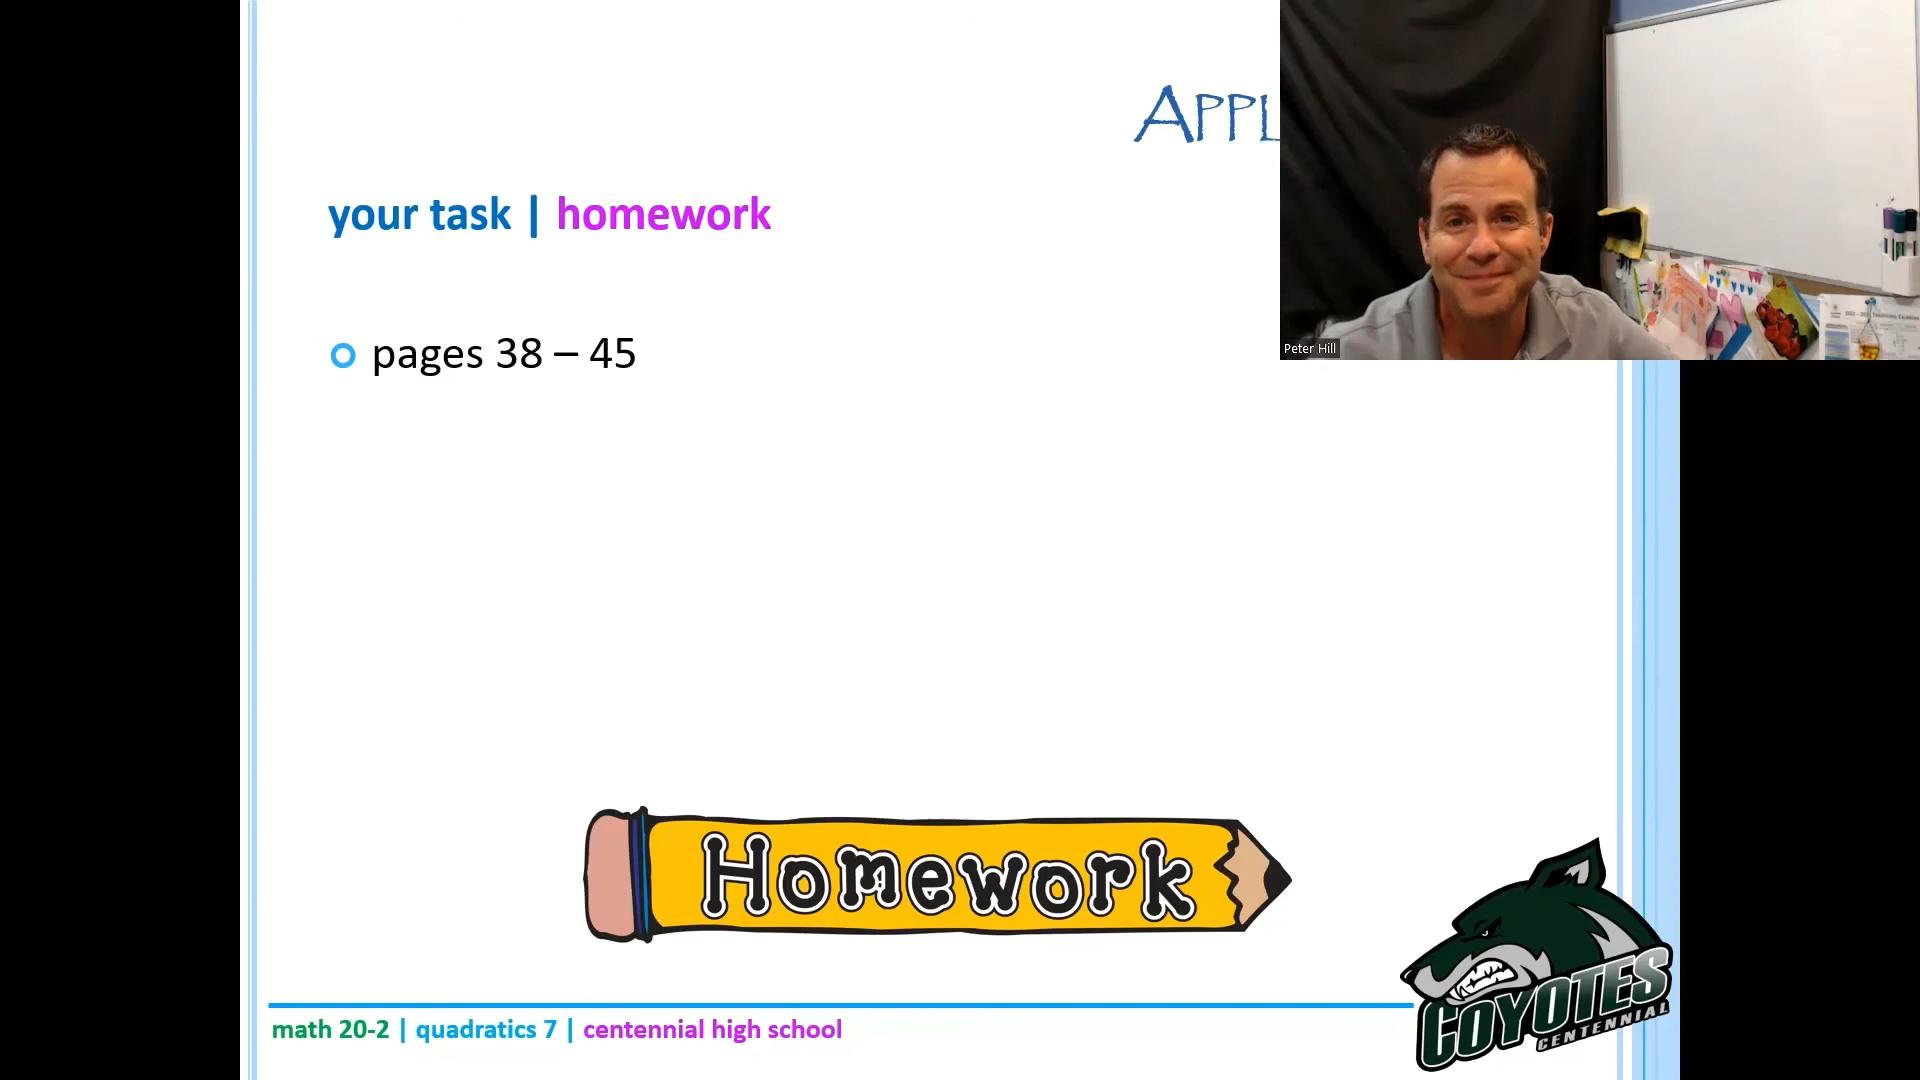 APPL
your task | homework
pages 38 – 45
Peter Hill
Homework
COYOTES
CENTENNIAL
math 20-2 | quadratics 7 | centennial high school